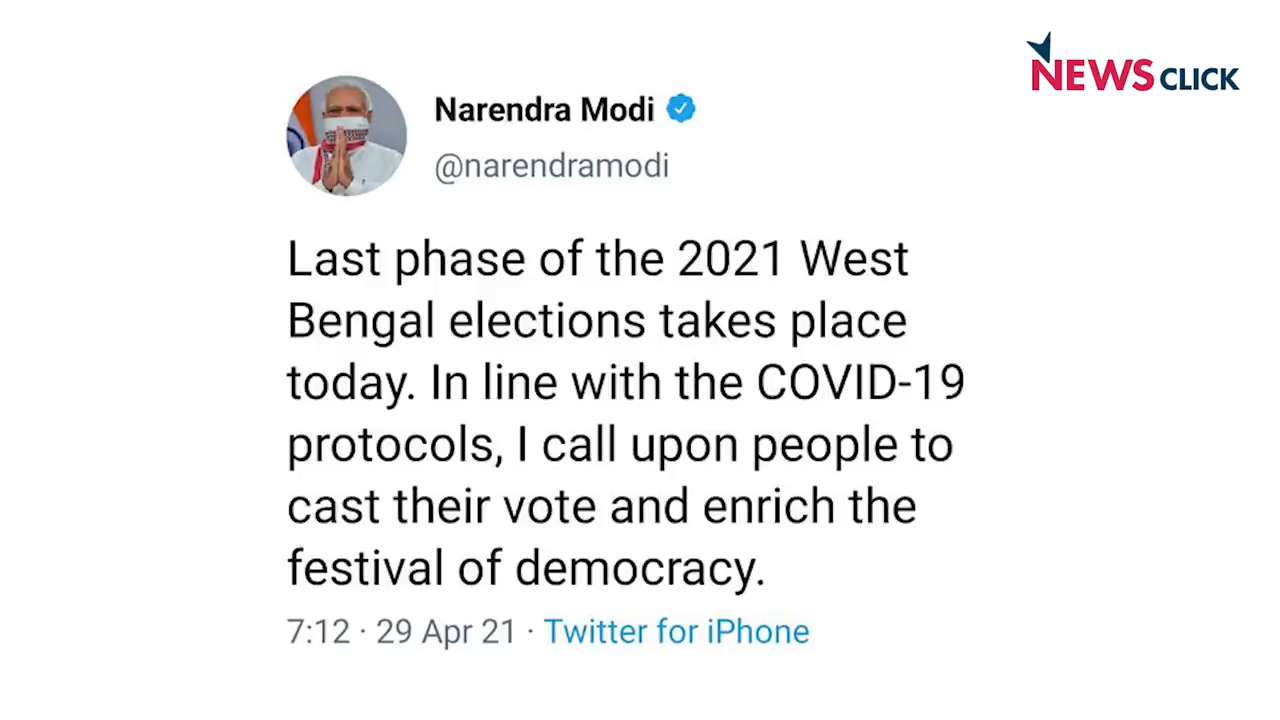 NEWSCLICK
Narendra Modi
@narendramodi
Last phase of the 2021 West
Bengal elections takes place
today. In line with the COVID-19
protocols, I call upon people to
cast their vote and enrich the
festival of democracy.
7:12 · 29 Apr 21 · Twitter for iPhone